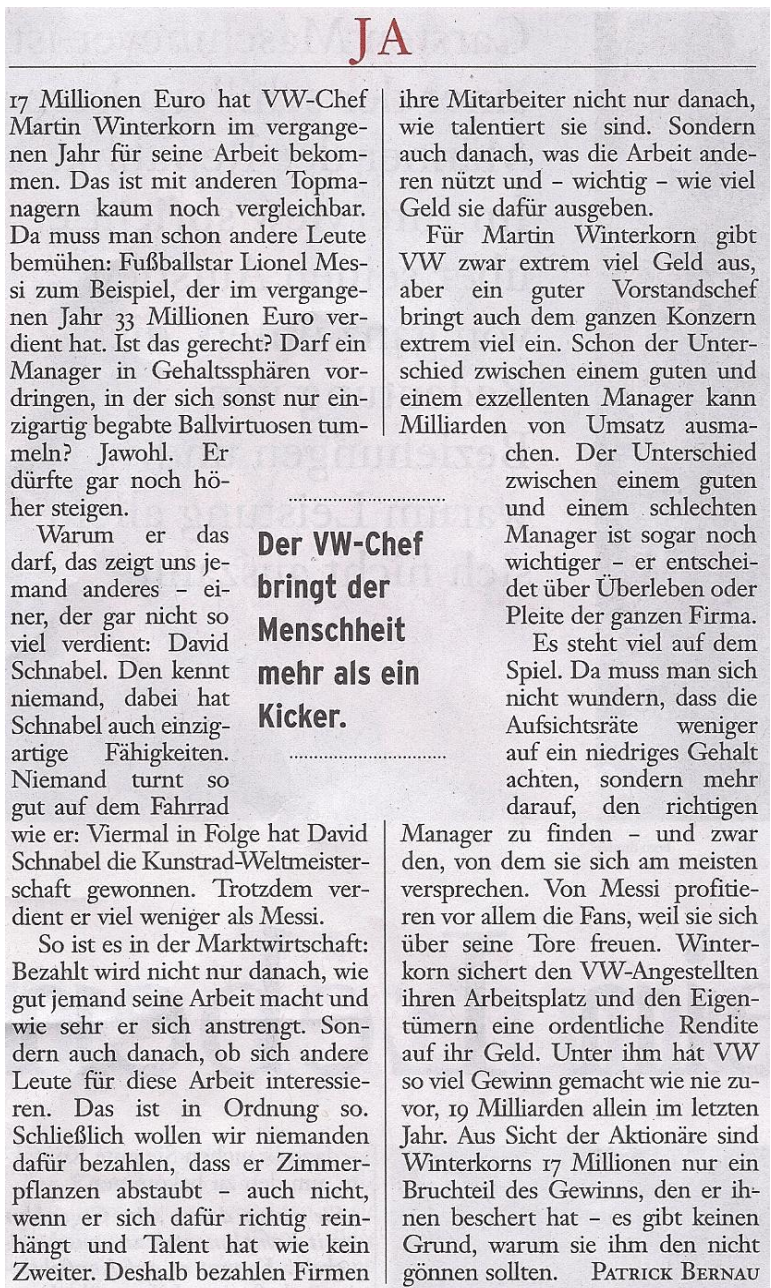 JA
17 Millionen Euro hat VW-Chef
Martin Winterkorn im vergange-
nen Jahr für seine Arbeit bekom-
men. Das ist mit anderen Topma-
nagern kaum noch vergleichbar.
Da muss man schon andere Leute
bemühen: Fußballstar Lionel Mes-
si zum Beispiel, der im vergange-
nen Jahr 33 Millionen Euro ver-
dient hat. Ist das gerecht? Darf ein
Manager in Gehaltssphären vor-
dringen, in der sich sonst nur ein-
zigartig begabte Ballvirtuosen tum-
meln? Jawohl. Er
dürfte gar noch hö-
her steigen.
Warum er das
darf, das zeigt uns je-
mand anderes – ei-
ner, der gar nicht so
viel verdient: David
Schnabel. Den kennt
niemand, dabei hat
Schnabel auch einzig-
artige Fähigkeiten.
Niemand turnt so
gut auf dem Fahrrad
wie er: Viermal in Folge hat David
Schnabel die Kunstrad-Weltmeister-
schaft gewonnen. Trotzdem ver-
dient er viel weniger als Messi.
So ist es in der Marktwirtschaft:
Bezahlt wird nicht nur danach, wie
gut jemand seine Arbeit macht und
wie sehr er sich anstrengt. Son-
dern auch danach, ob sich andere
Leute für diese Arbeit interessie-
ren. Das ist in Ordnung so.
Schließlich wollen wir niemanden
dafür bezahlen, dass er Zimmer-
pflanzen abstaubt – auch nicht,
wenn er sich dafür richtig rein-
hängt und Talent hat wie kein
Zweiter. Deshalb bezahlen Firmen
Der VW-Chef
bringt der
Menschheit
mehr als ein
Kicker.
ihre Mitarbeiter nicht nur danach,
wie talentiert sie sind. Sondern
auch danach, was die Arbeit ande-
ren nützt und – wichtig – wie viel
Geld sie dafür ausgeben.
Für Martin Winterkorn gibt
VW zwar extrem viel Geld aus,
aber ein guter Vorstandschef
bringt auch dem ganzen Konzern
extrem viel ein. Schon der Unter-
schied zwischen einem guten und
einem exzellenten Manager kann
Milliarden von Umsatz ausma-
chen. Der Unterschied
zwischen einem guten
und einem schlechten
Manager ist sogar noch
wichtiger – er entschei-
det über Überleben oder
Pleite der ganzen Firma.
Es steht viel auf dem
Spiel. Da muss man sich
nicht wundern, dass die
Aufsichtsräte weniger
auf ein niedriges Gehalt
achten, sondern mehr
darauf, den richtigen
Manager zu finden – und zwar
den, von dem sie sich am meisten
versprechen. Von Messi profitie-
ren vor allem die Fans, weil sie sich
über seine Tore freuen. Winter-
korn sichert den VW-Angestellten
ihren Arbeitsplatz und den Eigen-
tümern eine ordentliche Rendite
auf ihr Geld. Unter ihm hat VW
so viel Gewinn gemacht wie nie zu-
vor, 19 Milliarden allein im letzten
Jahr. Aus Sicht der Aktionäre sind
Winterkorns 17 Millionen nur ein
Bruchteil des Gewinns, den er ih-
nen beschert hat – es gibt keinen
Grund, warum sie ihm den nicht
gönnen sollten. PATRICK BERNAU